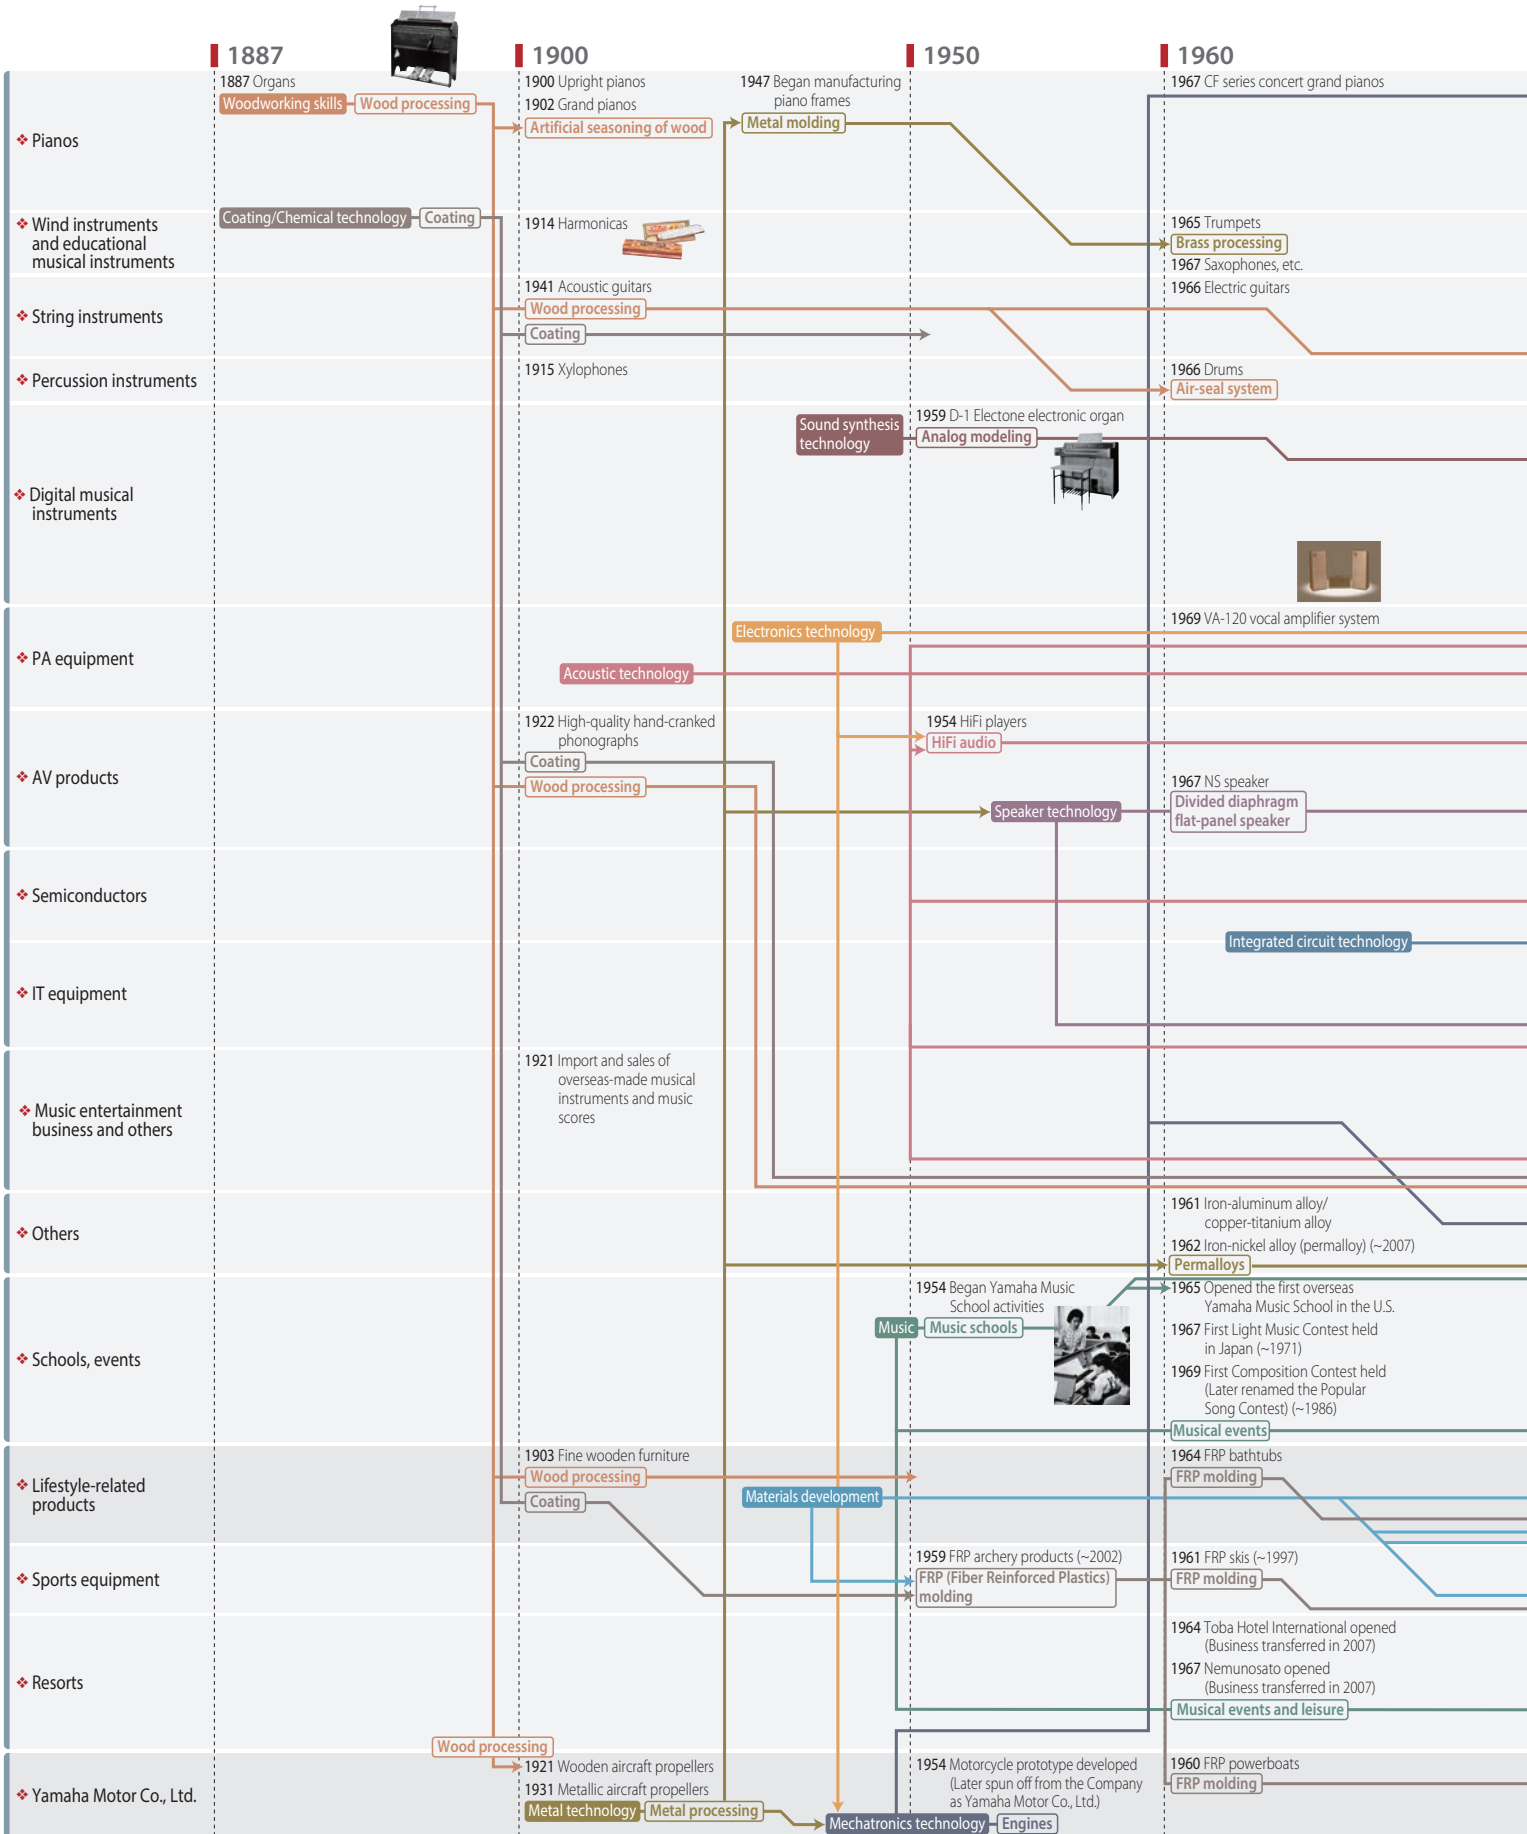 1887
1900
1950
1960
Pianos
1887 Organs
Woodworking skills
Wood processing
1900 Upright pianos
1902 Grand pianos
Artificial seasoning of wood
1947 Began manufacturing
piano frames
Metal molding
1967 CF series concert grand pianos
Wind instruments
and educational
musical instruments
Coating/Chemical technology
Coating
1914 Harmonicas
1965 Trumpets
Brass processing
1967 Saxophones, etc.
String instruments
1941 Acoustic guitars
Wood processing
Coating
1966 Electric guitars
Percussion instruments
1915 Xylophones
1966 Drums
Air-seal system
Digital musical
instruments
Sound synthesis
technology
1959 D-1 Electone electronic organ
Analog modeling
PA equipment
Electronics technology
Acoustic technology
1969 VA-120 vocal amplifier system
AV products
1922 High-quality hand-cranked
phonographs
Coating
Wood processing
1954 HiFi players
HiFi audio
Speaker technology
1967 NS speaker
Divided diaphragm
flat-panel speaker
Semiconductors
Integrated circuit technology
IT equipment
Music entertainment
business and others
1921 Import and sales of
overseas-made musical
instruments and music
scores
Others
1961 Iron-aluminum alloy/
copper-titanium alloy
1962 Iron-nickel alloy (permalloy) (~2007)
Permalloys
Schools, events
1954 Began Yamaha Music
School activities
Music
Music schools
1965 Opened the first overseas
Yamaha Music School in the U.S.
1967 First Light Music Contest held
in Japan (~1971)
1969 First Composition Contest held
(Later renamed the Popular
Song Contest) (~1986)
Musical events
Lifestyle-related
products
1903 Fine wooden furniture
Wood processing
Coating
Materials development
1964 FRP bathtubs
FRP molding
Sports equipment
1959 FRP archery products (~2002)
FRP (Fiber Reinforced Plastics)
molding
1961 FRP skis (~1997)
FRP molding
Resorts
1964 Toba Hotel International opened
(Business transferred in 2007)
1967 Nemunosato opened
(Business transferred in 2007)
Musical events and leisure
Yamaha Motor Co., Ltd.
Wood processing
1921 Wooden aircraft propellers
1931 Metallic aircraft propellers
Metal technology
Metal processing
1954 Motorcycle prototype developed
(Later spun off from the Company
as Yamaha Motor Co., Ltd.)
Mechatronics technology
Engines
1960 FRP powerboats
FRP molding